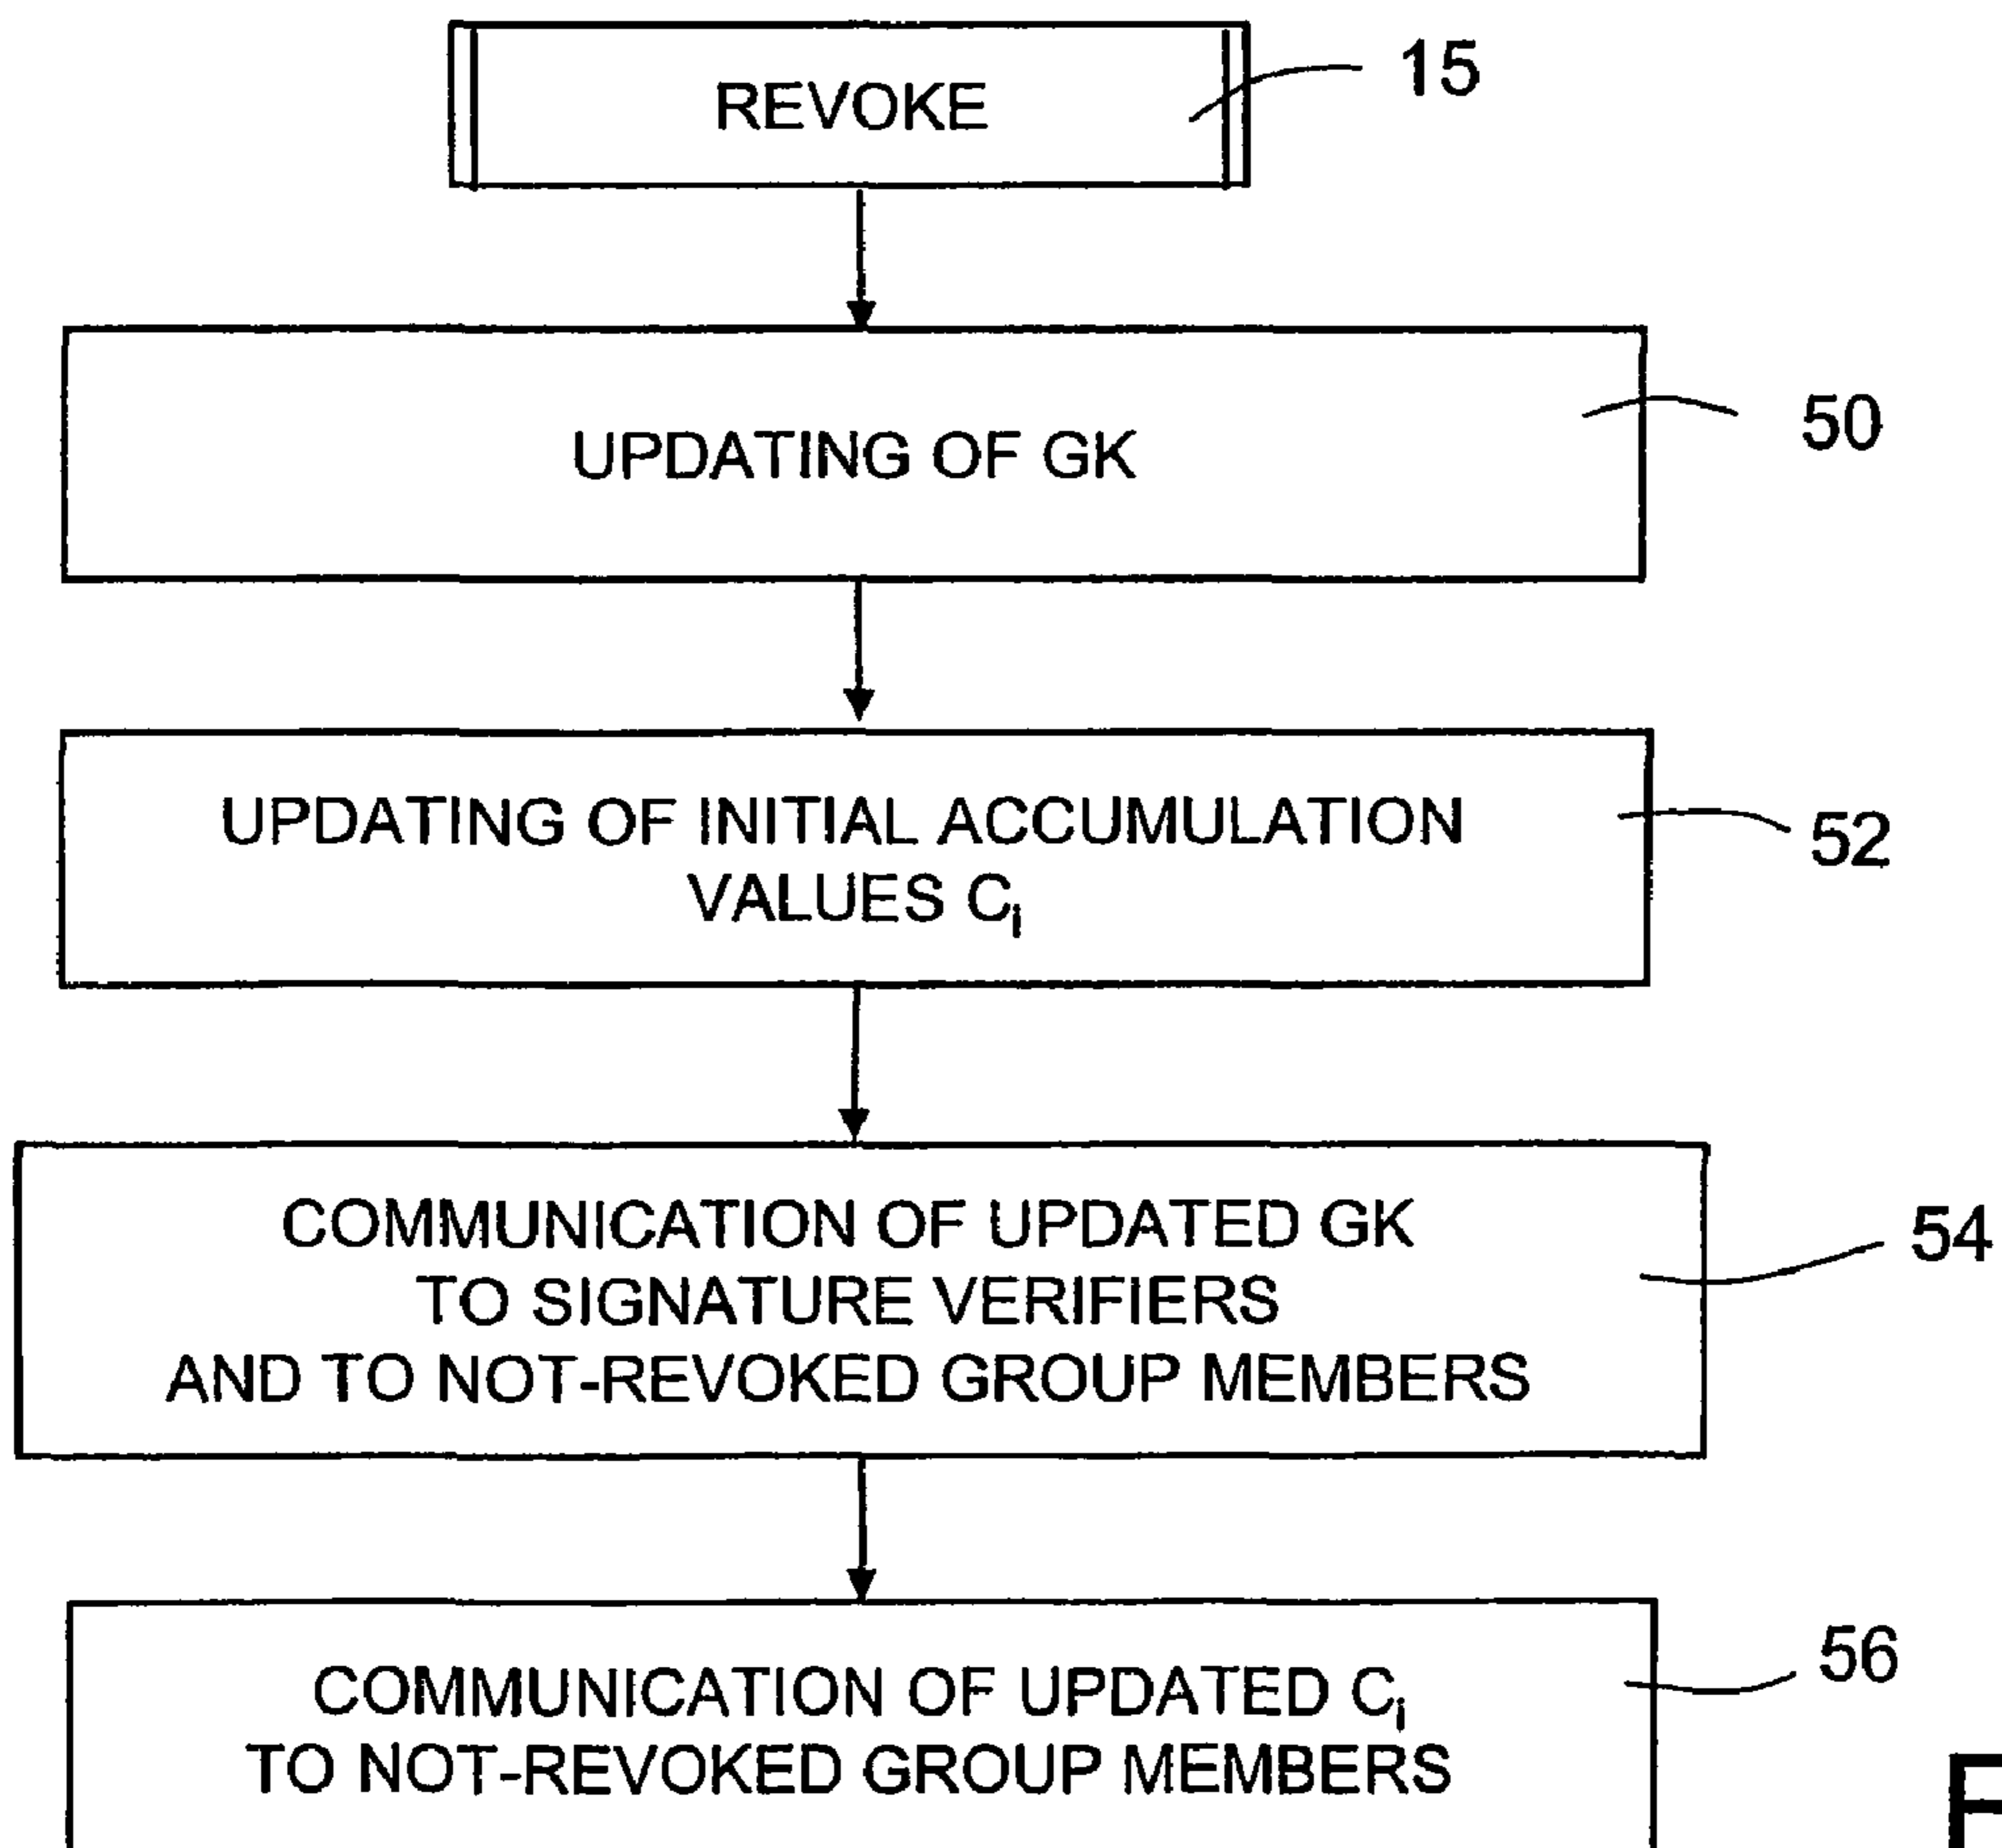 REVOKE
15
UPDATING OF GK
50
UPDATING OF INITIAL ACCUMULATION
VALUES Ci
52
COMMUNICATION OF UPDATED GK
TO SIGNATURE VERIFIERS
AND TO NOT-REVOKED GROUP MEMBERS
54
COMMUNICATION OF UPDATED Ci
TO NOT-REVOKED GROUP MEMBERS
56